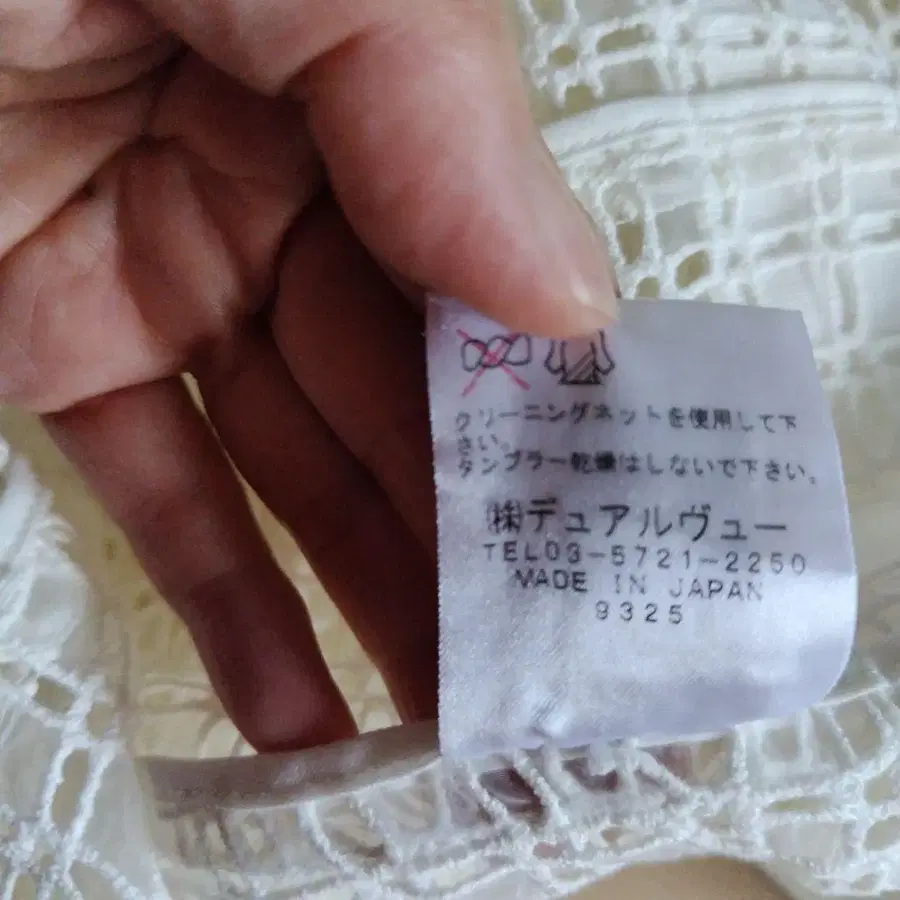 クリーニングネットを使用して下
さい。
タンブラー乾燥はしないで下さい。
㈱デュアルヴュー
TEL03-5721-2250
MADE IN JAPAN
9325